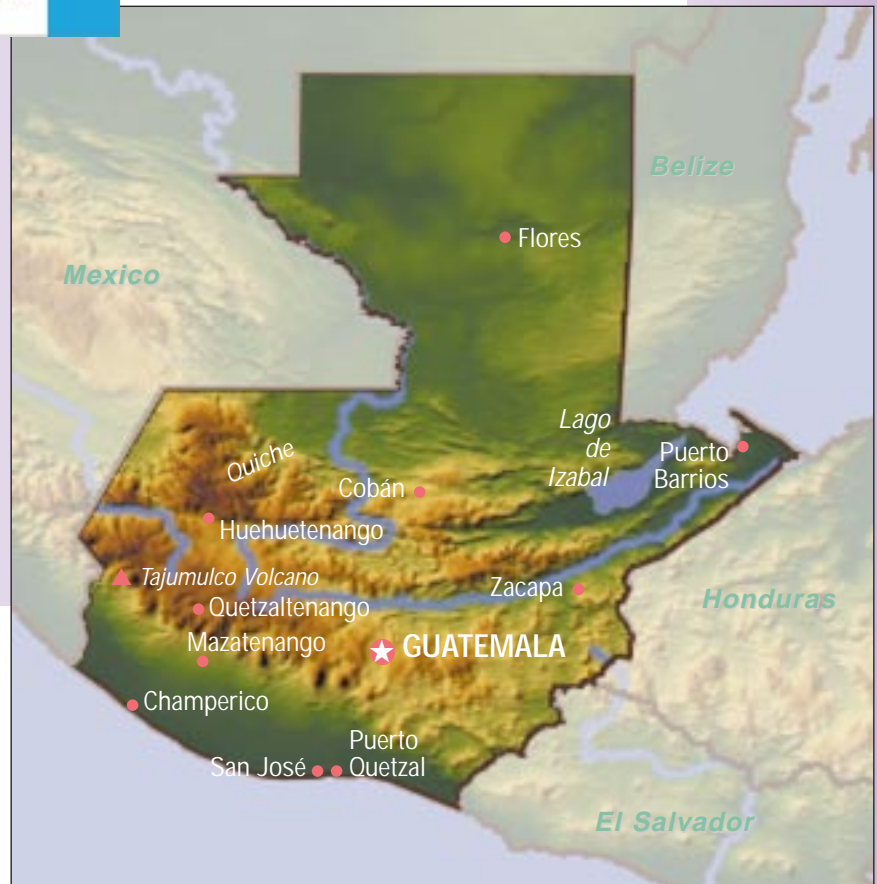 Belize
Flores
Mexico
Lago
de
Izabal
Puerto
Barrios
Quiche
Cobán
Huehuetenango
Tajumulco Volcano
Zacapa
Honduras
Quetzaltenango
Mazatenango
GUATEMALA
Champerico
Puerto
Quetzal
San José
El Salvador